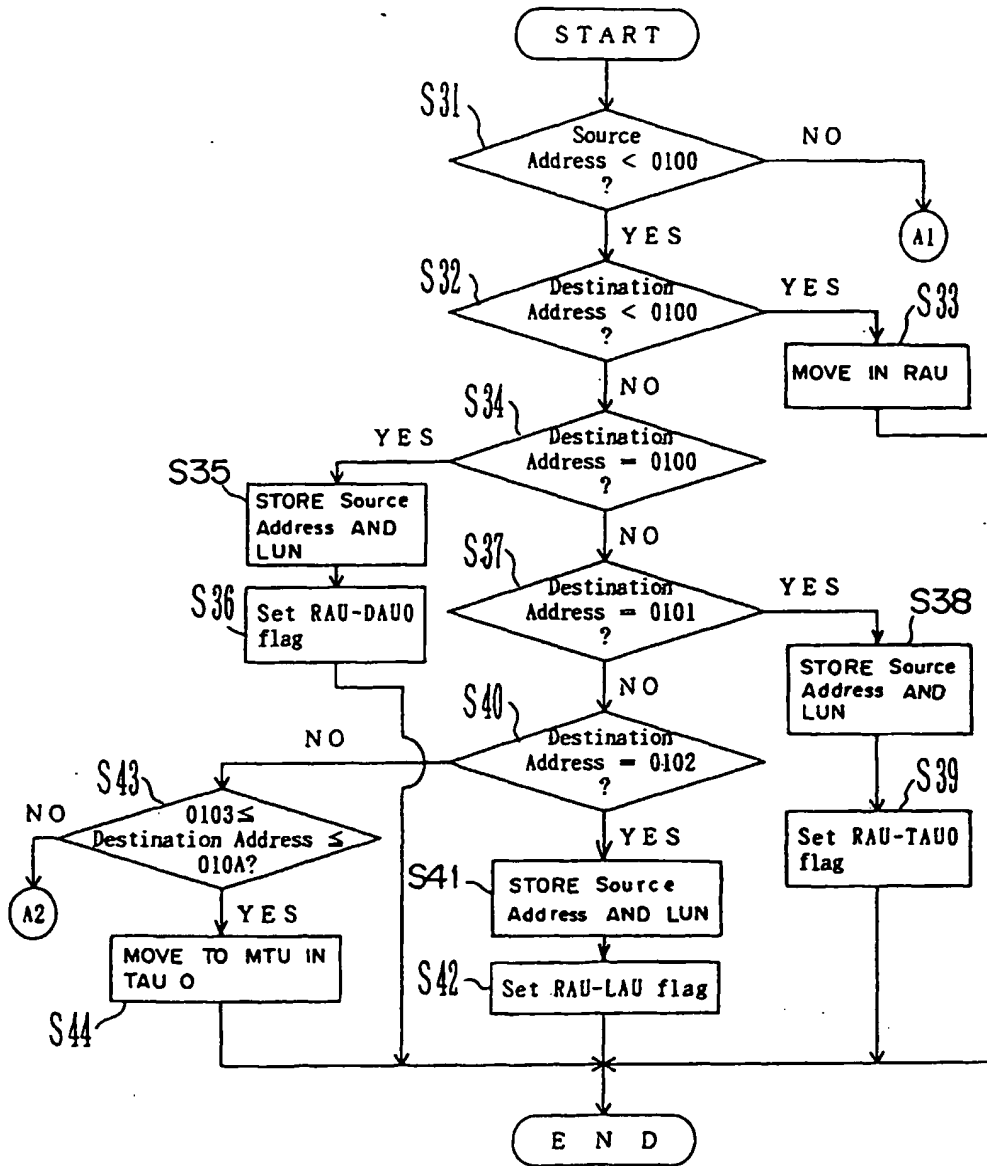 START
S31
Source
Address < 0100
?
NO
A1
YES
S32
Destination
Address < 0100
?
YES
S33
MOVE IN RAU
NO
S34
Destination
Address = 0100
?
YES
S35
STORE Source
Address AND
LUN
S36
Set RAU-DAU0
flag
NO
S37
Destination
Address = 0101
?
YES
S38
STORE Source
Address AND
LUN
S39
Set RAU-TAU0
flag
NO
S40
Destination
Address = 0102
?
NO
S43
0103≤
Destination Address ≤
010A?
NO
A2
YES
MOVE TO MTU IN
TAU 0
S44
YES
S41
STORE Source
Address AND LUN
S42
Set RAU-LAU flag
END